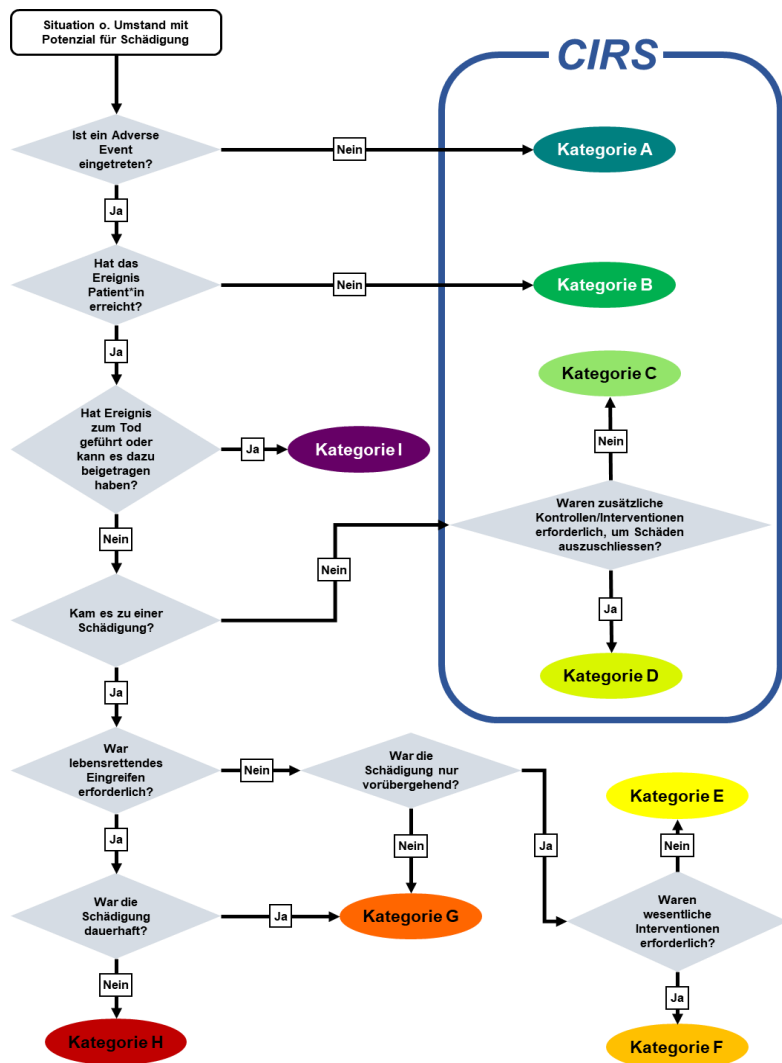 Situation o. Umstand mit
Potenzial für Schädigung
CIRS
Ist ein Adverse
Event
eingetreten?
Nein
Kategorie A
Ja
Hat das
Ereignis
Patient*in
erreicht?
Nein
Kategorie B
Ja
Kategorie C
Hat Ereignis
zum Tod
geführt oder
kann es dazu
beigetragen
haben?
Ja
Kategorie I
Nein
Waren zusätzliche
Kontrollen/Interventionen
erforderlich, um Schäden
auszuschliessen?
Nein
Nein
Ja
Kam es zu einer
Schädigung?
Kategorie D
Ja
War
lebensrettendes
Eingreifen
erforderlich?
Nein
War die
Schädigung nur
vorübergehend?
Kategorie E
Ja
Nein
Ja
Nein
War die
Schädigung
dauerhaft?
Ja
Kategorie G
Waren
wesentliche
Interventionen
erforderlich?
Nein
Ja
Kategorie H
Kategorie F